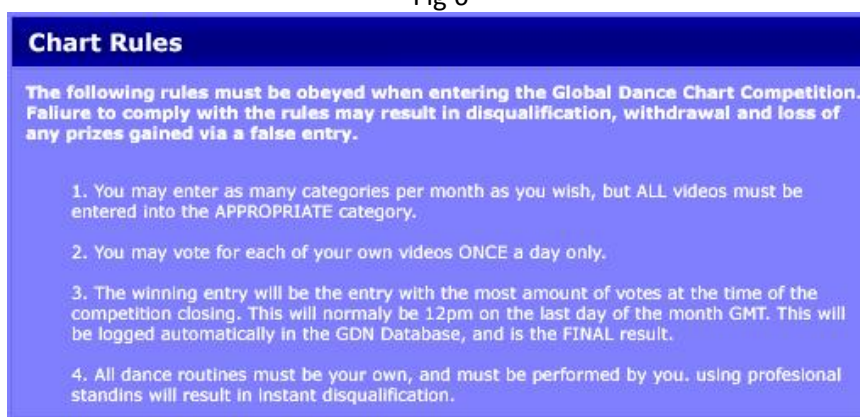 Chart Rules
The following rules must be obeyed when entering the Global Dance Chart Competition.
Faliure to comply with the rules may result in disqualification, withdrawal and loss of
any prizes gained via a false entry.
1. You may enter as many categories per month as you wish, but ALL videos must be
entered into the APPROPRIATE category.
2. You may vote for each of your own videos ONCE a day only.
3. The winning entry will be the entry with the most amount of votes at the time of the
competition closing. This will normaly be 12pm on the last day of the month GMT. This will
be logged automatically in the GDN Database, and is the FINAL result.
4. All dance routines must be your own, and must be performed by you. using profesional
standins will result in instant disqualification.